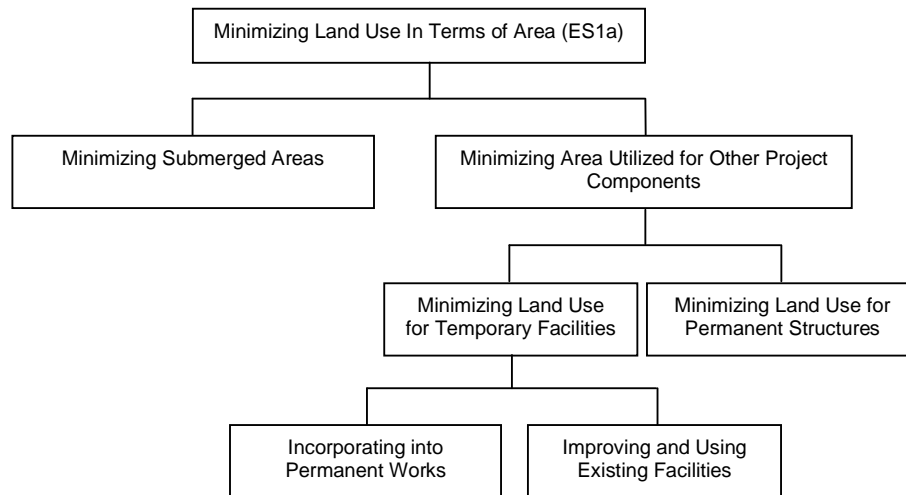 Minimizing Land Use In Terms of Area (ES1a)
Minimizing Submerged Areas
Minimizing Area Utilized for Other Project
Components
Minimizing Land Use
for Temporary Facilities
Minimizing Land Use for
Permanent Structures
Incorporating into
Permanent Works
Improving and Using
Existing Facilities